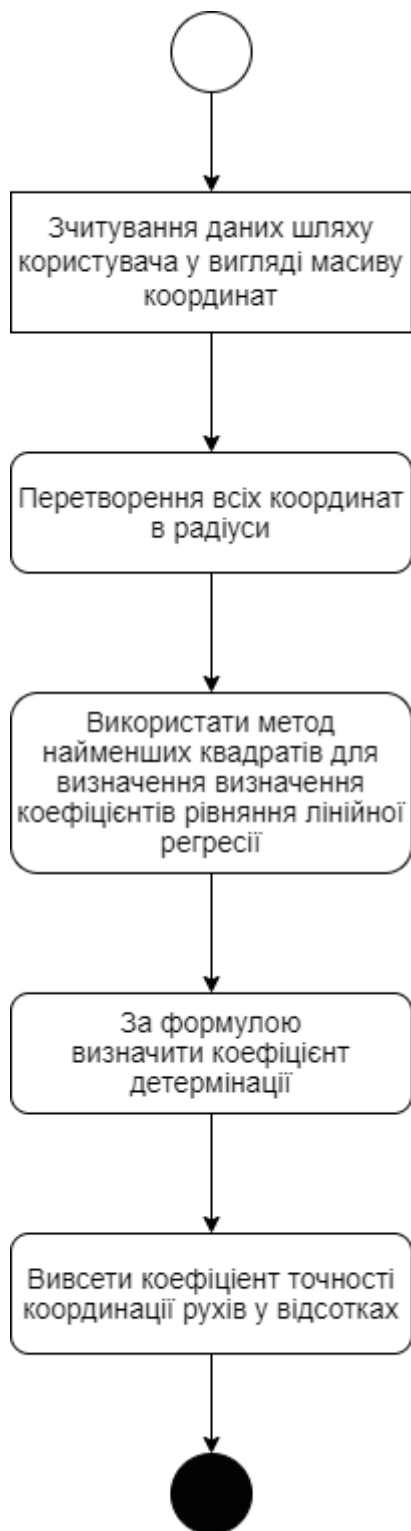 Зчитування даних шляху
користувача у вигляді масиву
координат
Перетворення всіх координат
в радіуси
Використати метод
найменших квадратів для
визначення визначення
коефіцієнтів рівняння лінійної
регресії
За формулою
визначити коефіцієнт
детермінації
Вивсети коефіціент точності
координації рухів у відсотках